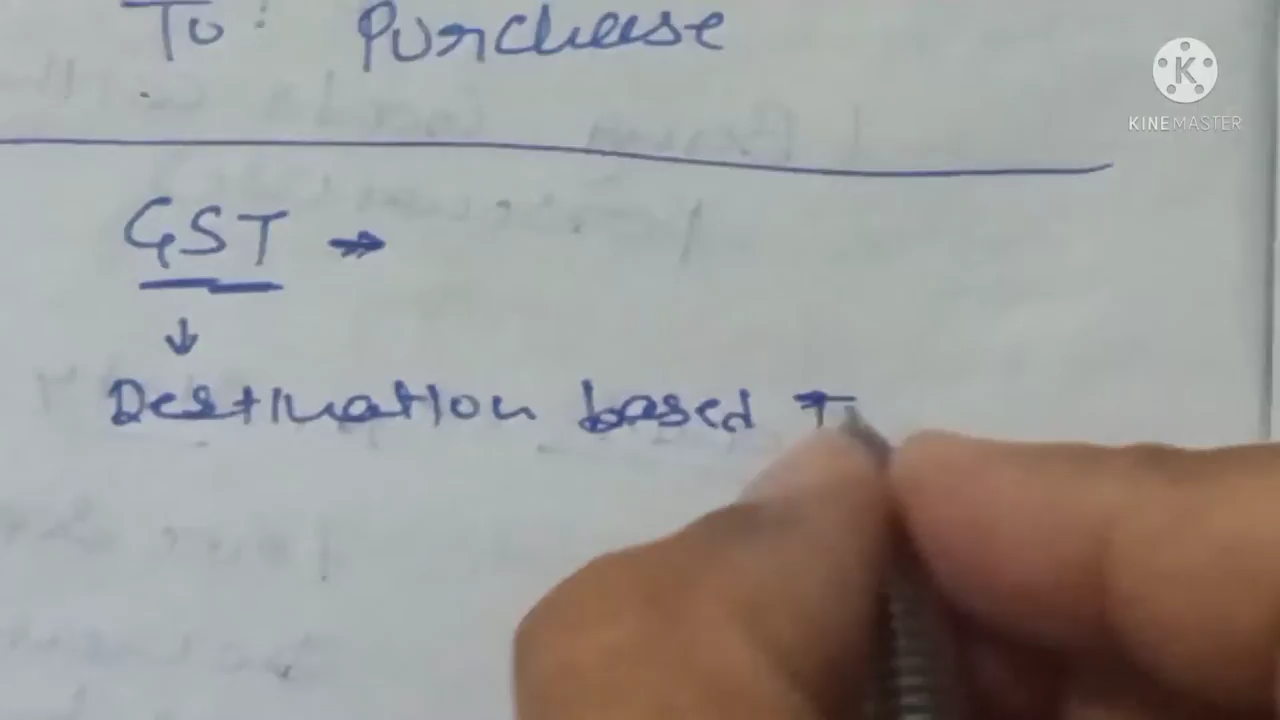 To: Purchase
K
KINEMASTER
GST →
↓
Destination based T